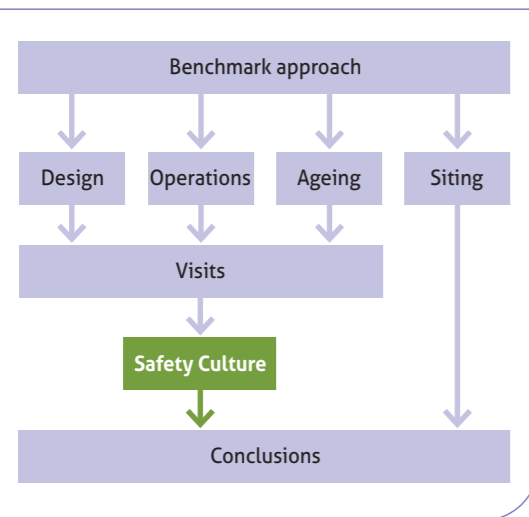 Benchmark approach
Design
Operations
Ageing
Siting
Visits
Safety Culture
Conclusions